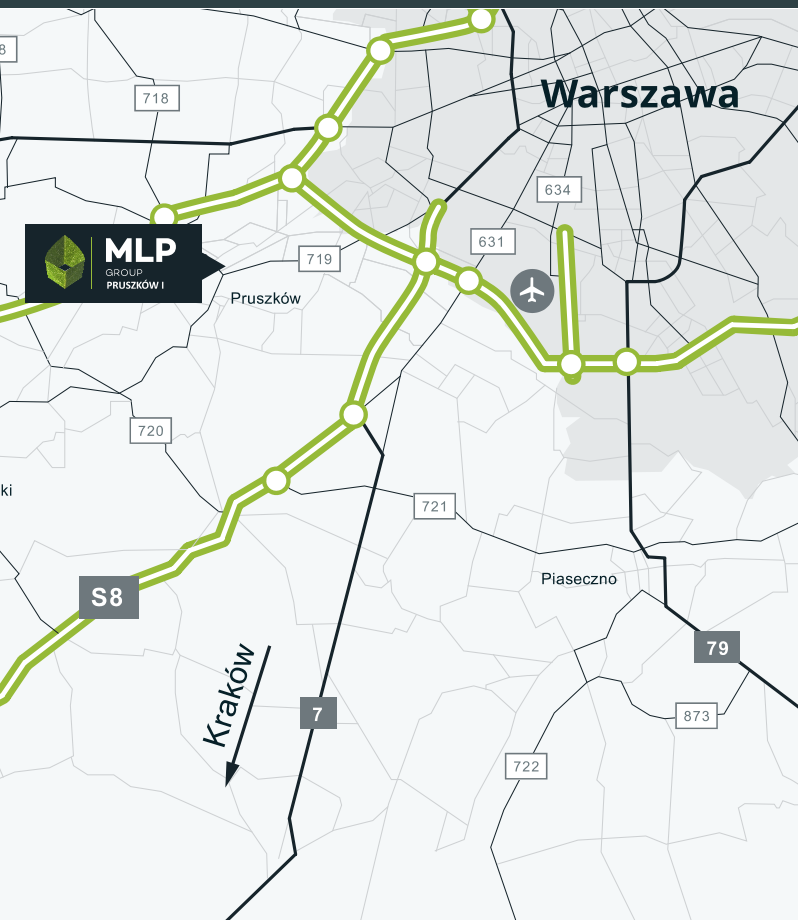 8
718
Warszawa
634
631
719
MLP
GROUP
PRUSZKÓW I
Pruszków
720
ki
721
Piaseczno
S8
79
Kraków
7
873
722